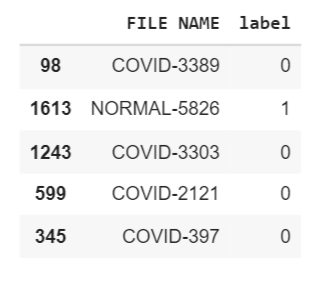 FILE NAME label
98 COVID-3389 0
1613 NORMAL-5826 1
1243 COVID-3303 0
599 COVID-2121 0
345 COVID-397 0